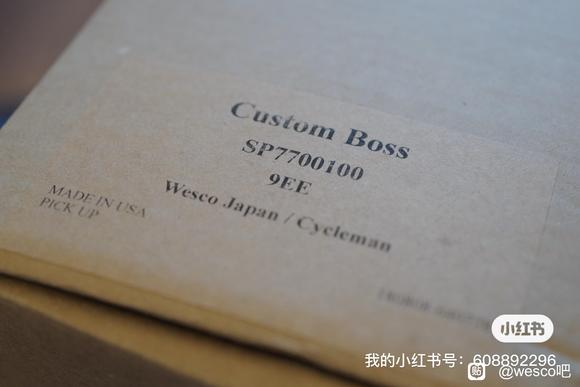 Custom Boss
SP7700100
9EE
Wesco Japan / Cycleman
MADE IN USA
PICK UP
小红书
我的小红书号：608892296
贴 @wesco吧